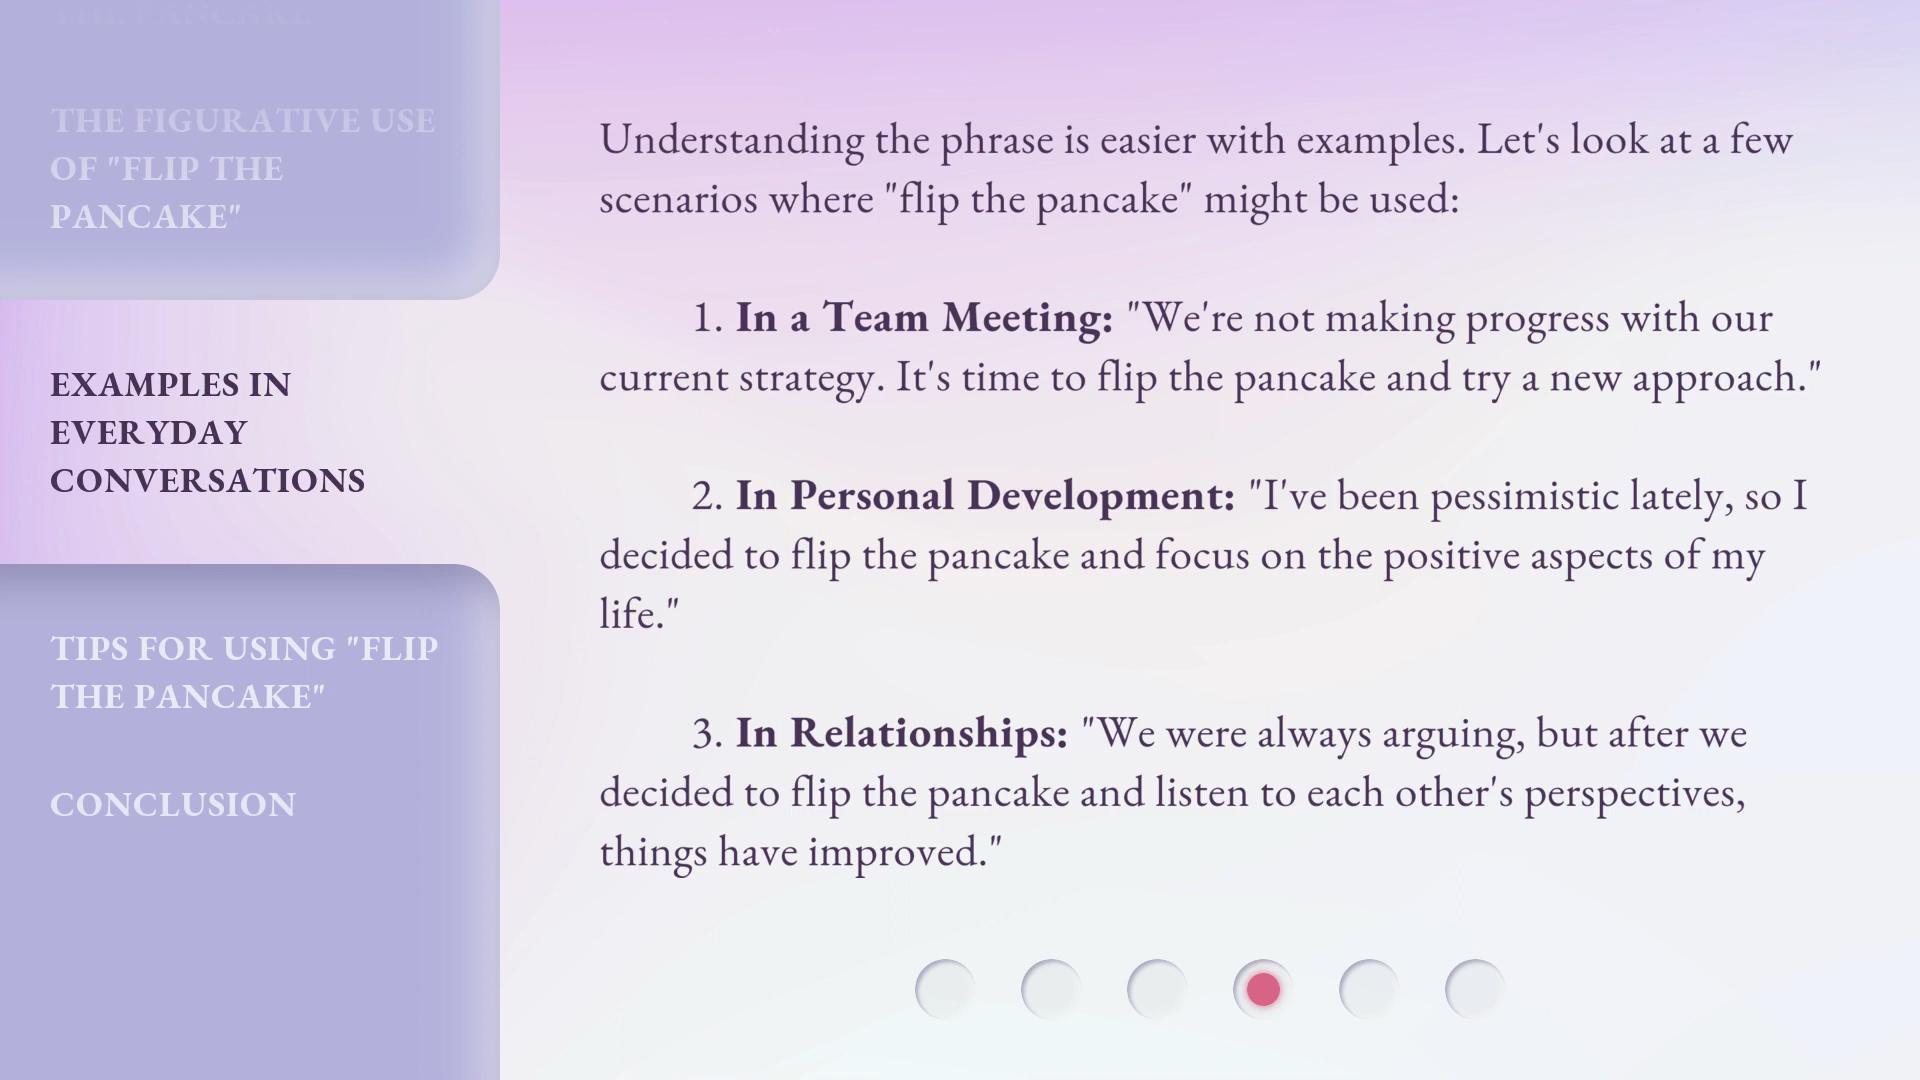 THE PANCAKE
THE FIGURATIVE USE
OF "FLIP THE
PANCAKE"
EXAMPLES IN
EVERYDAY
CONVERSATIONS
TIPS FOR USING "FLIP
THE PANCAKE"
CONCLUSION
Understanding the phrase is easier with examples. Let's look at a few
scenarios where "flip the pancake" might be used:
1. In a Team Meeting: "We're not making progress with our
current strategy. It's time to flip the pancake and try a new approach."
2. In Personal Development: "I've been pessimistic lately, so I
decided to flip the pancake and focus on the positive aspects of my
life."
3. In Relationships: "We were always arguing, but after we
decided to flip the pancake and listen to each other's perspectives,
things have improved."